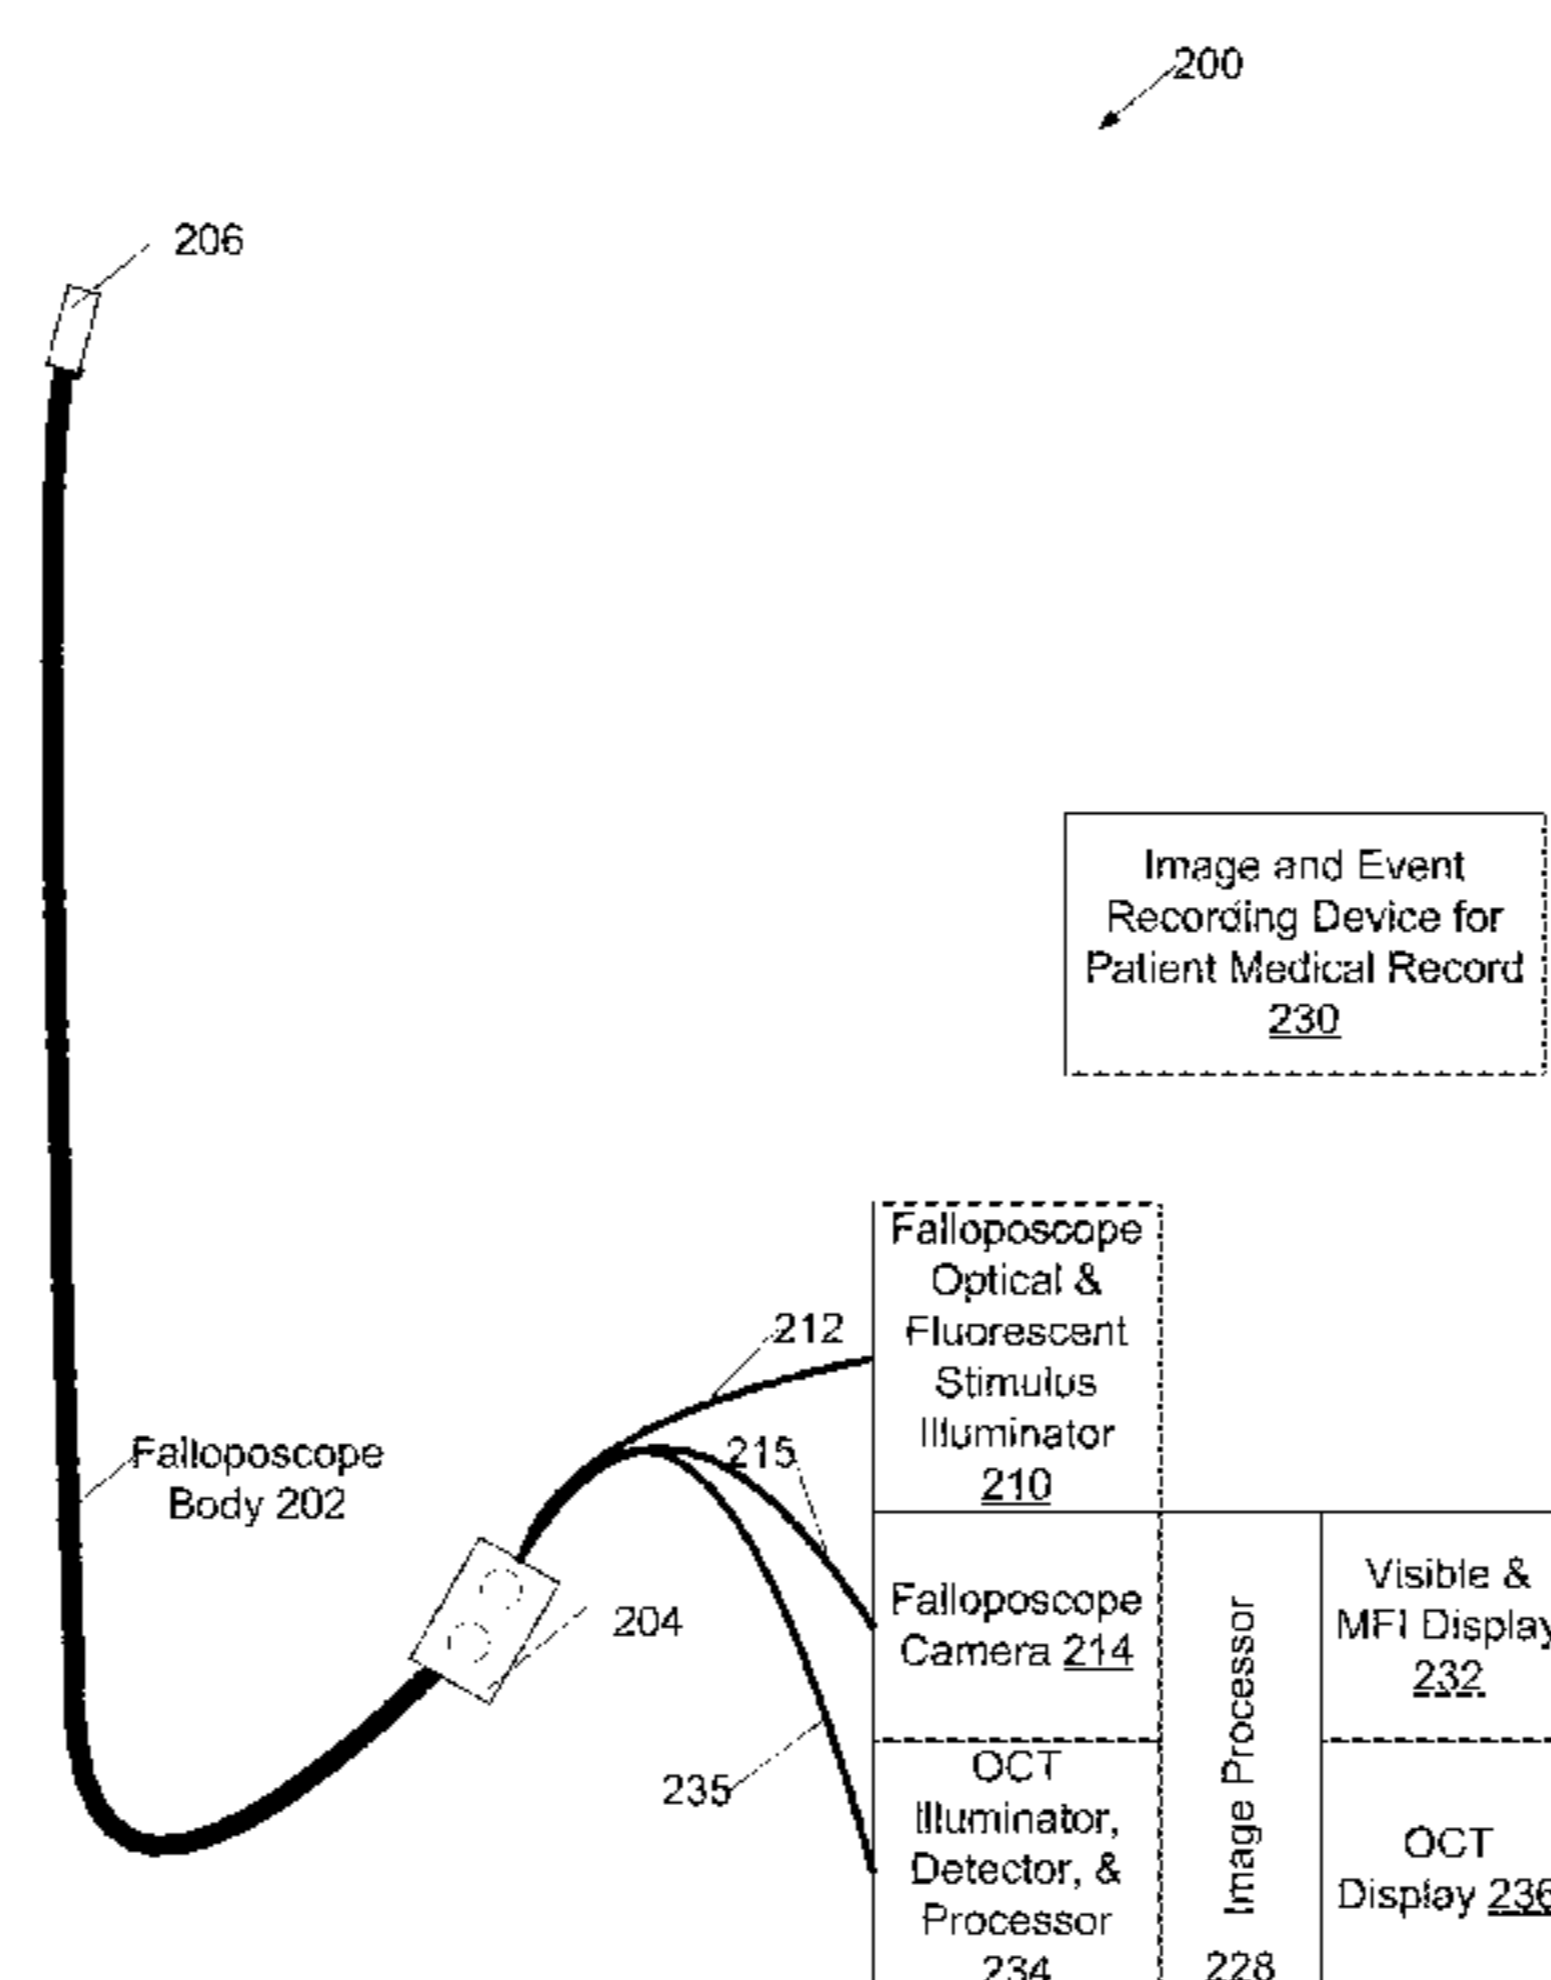 200
206
Image and Event
Recording Device for
Patient Medical Record
230
Falloposcope
Optical &
Fluorescent
Stimulus
Illuminator
210
212
215
Falloposcope
Body 202
204
235
Falloposcope
Camera 214
OCT
Illuminator,
Detector, &
Processor
234
Image Processor
228
Visible &
MFI Display
232
OCT
Display 236